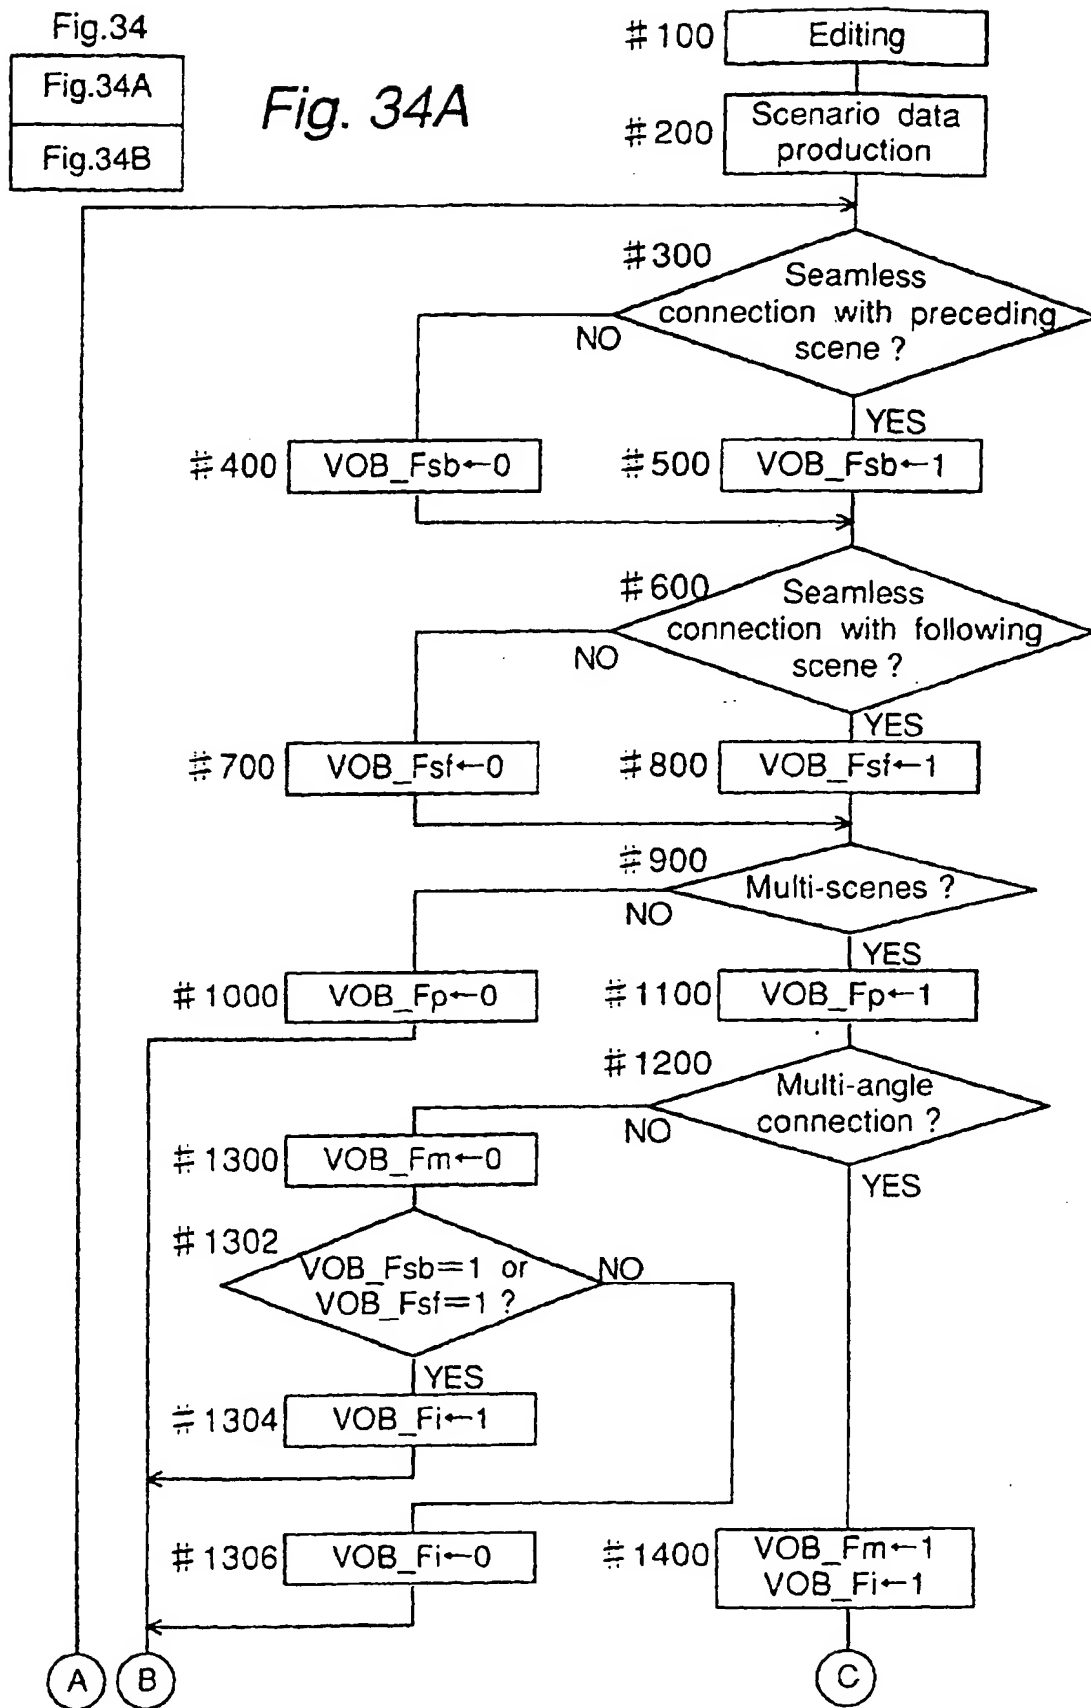 Fig.34
Fig.34A
Fig.34B
Fig. 34A
#100
Editing
#200
Scenario data
production
#300
Seamless
connection with preceding
scene ?
NO
YES
#400
VOB_Fsb←0
#500
VOB_Fsb←1
#600
Seamless
connection with following
scene ?
NO
YES
#700
VOB_Fsf←0
#800
VOB_Fsf←1
#900
Multi-scenes ?
NO
YES
#1000
VOB_Fp←0
#1100
VOB_Fp←1
#1200
Multi-angle
connection ?
NO
YES
#1300
VOB_Fm←0
#1302
VOB_Fsb=1 or
VOB_Fsf=1 ?
NO
YES
#1304
VOB_Fi←1
#1306
VOB_Fi←0
#1400
VOB_Fm←1
VOB_Fi←1
A
B
C